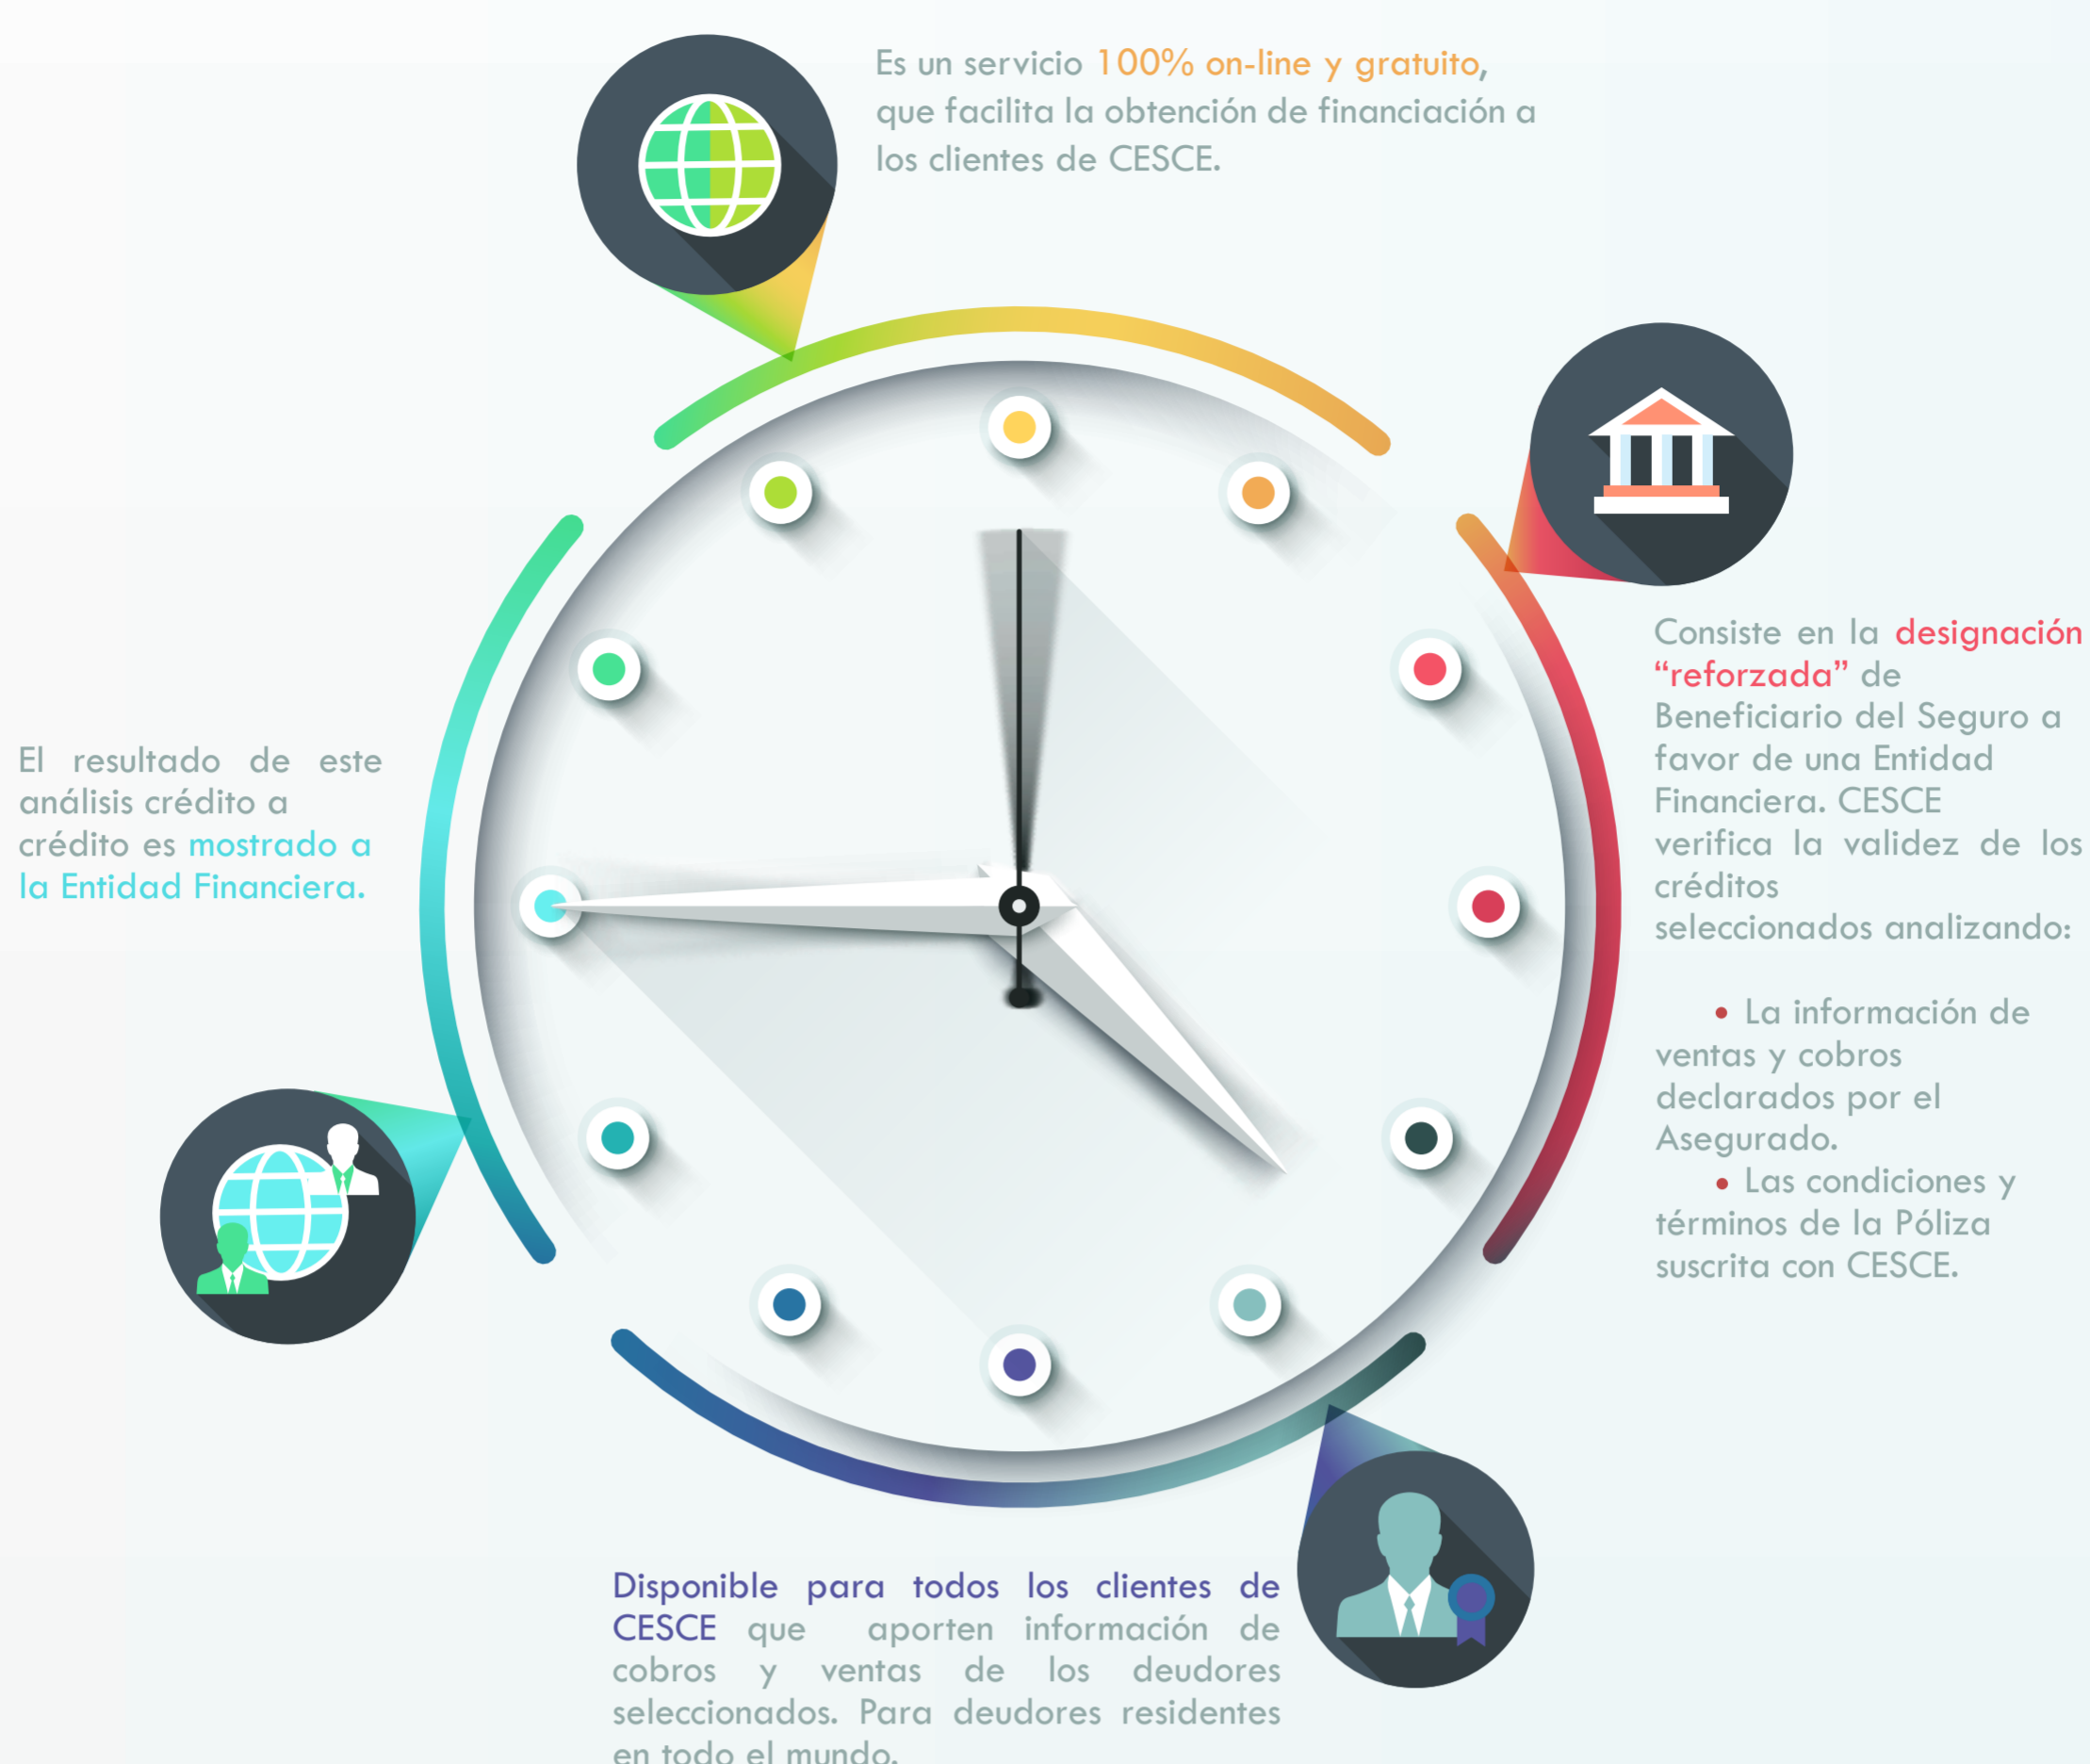 Es un servicio 100% on-line y gratuito,
que facilita la obtención de financiación a
los clientes de CESCE.
Consiste en la designación
“reforzada” de
Beneficiario del Seguro a
favor de una Entidad
Financiera. CESCE
verifica la validez de los
créditos
seleccionados analizando:
• La información de
ventas y cobros
declarados por el
Asegurado.
• Las condiciones y
términos de la Póliza
suscrita con CESCE.
Disponible para todos los clientes de
CESCE que aporten información de
cobros y ventas de los deudores
seleccionados. Para deudores residentes
en todo el mundo.
El resultado de este
análisis crédito a
crédito es mostrado a
la Entidad Financiera.